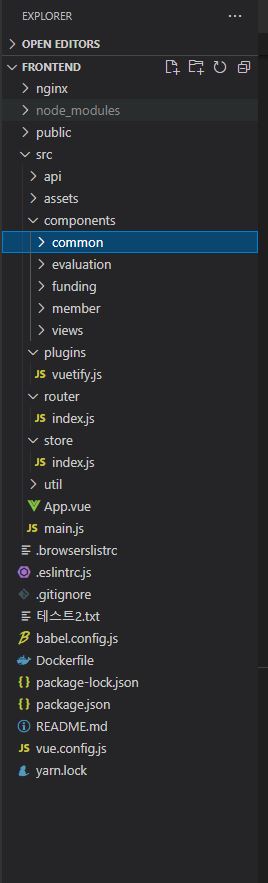 EXPLORER
OPEN EDITORS
FRONTEND
nginx
node_modules
public
src
api
assets
components
common
evaluation
funding
member
views
plugins
JS vuetify.js
router
JS index.js
store
JS index.js
util
App.vue
JS main.js
.browserslistrc
.eslintrc.js
.gitignore
테스트2.txt
babel.config.js
Dockerfile
{} package-lock.json
{} package.json
README.md
JS vue.config.js
yarn.lock